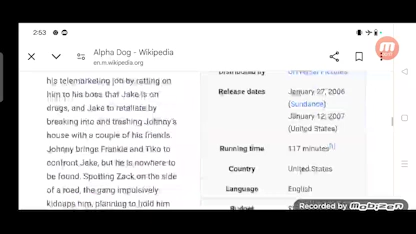 2:53
Alpha Dog - Wikipedia
en.m.wikipedia.org
his telemarketing job by ratting on
him to his boss that Jake is on
drugs, and Jake to retaliate by
breaking into and trashing Johnny's
house with a couple of his friends.
Johnny brings Frankie and Tiko to
confront Jake, but he is nowhere to
be found. Spotting Zack on the side
of a road, the gang impulsively
kidnaps him, planning to hold him
Distributed by Universal Pictures
Release dates January 27, 2006
(Sundance)
January 12, 2007
(United States)
Running time 117 minutes[1]
Country United States
Language English
Budget
Recorded by Mobizen